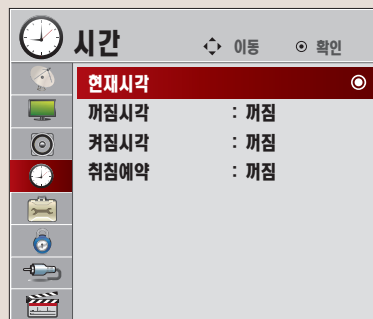 시간 이동 확인
현재시각
꺼짐시각 : 꺼짐
켜짐시각 : 꺼짐
취침예약 : 꺼짐